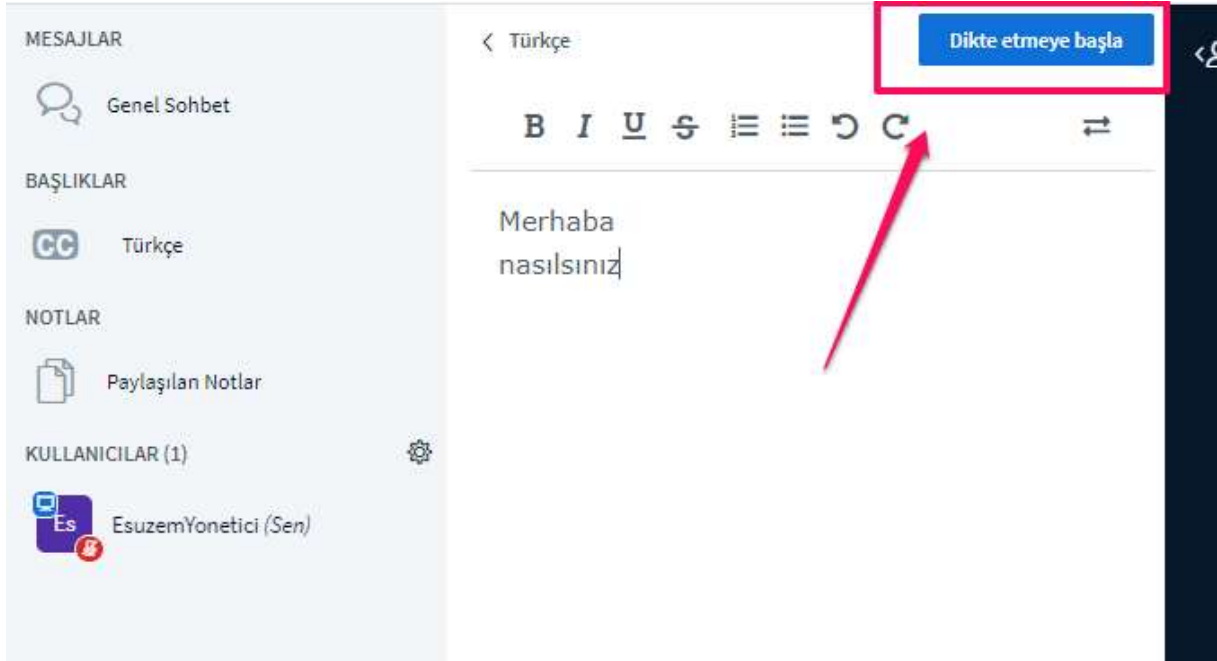 MESAJLAR
Genel Sohbet
BAŞLIKLAR
CC Türkçe
NOTLAR
Paylaşılan Notlar
KULLANICILAR (1)
Es EsuzemYonetici (Sen)
Türkçe
Dikte etmeye başla
B I U S
Merhaba
nasılsınız